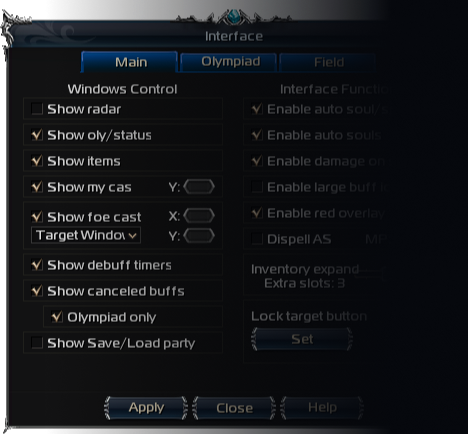 Interface
Main Olympiad Field
Windows Control
Show radar
Show oly/status
Show items
Show my cas Y:
Show foe cast X:
Target Window Y:
Show debuff timers
Show canceled buffs
Olympiad only
Show Save/Load party
Interface
Enable auto
Enable auto souls
Enable damage on
Enable large buff
Enable red overlay
Dispell AS
Inventory expand
Extra slots: 3
Lock target button
Set
Apply Close Help